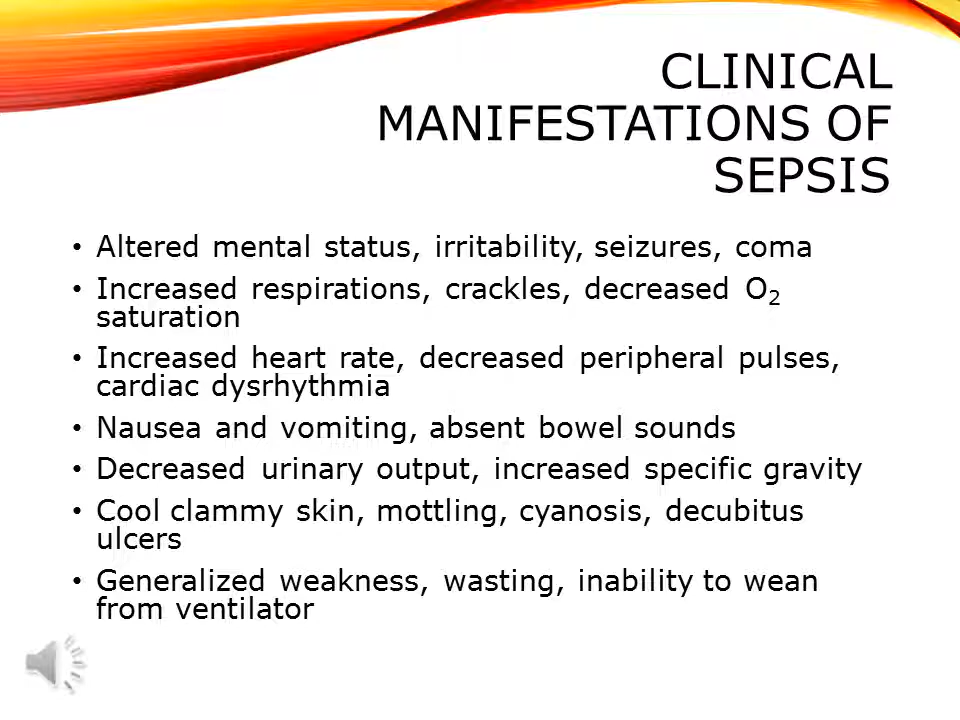 CLINICAL
MANIFESTATIONS OF
SEPSIS
• Altered mental status, irritability, seizures, coma
• Increased respirations, crackles, decreased O₂
saturation
• Increased heart rate, decreased peripheral pulses,
cardiac dysrhythmia
• Nausea and vomiting, absent bowel sounds
• Decreased urinary output, increased specific gravity
• Cool clammy skin, mottling, cyanosis, decubitus
ulcers
• Generalized weakness, wasting, inability to wean
from ventilator